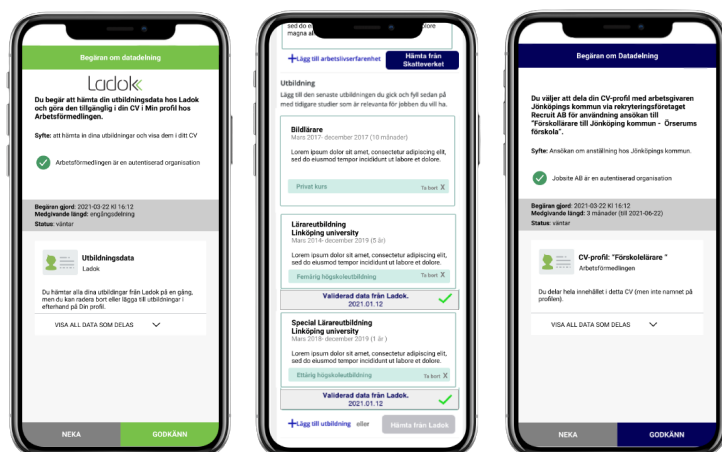 Begäran om datadelning
Ladok
Du begär att hämta din utbildningsdata hos Ladok
och göra den tillgänglig i din CV i Min profil hos
Arbetsförmedlingen.
Syfte: att hämta in dina utbildningar och visa dem i ditt CV
Arbetsförmedlingen är en autentiserad organisation
Begäran gjord: 2021-03-22 Kl 16:12
Medgivande längd: engångsdelning
Status: väntar
Utbildningsdata
Ladok
Du hämtar alla dina utbildingar från Ladok på en gång,
men du kan radera bort eller lägga till utbildningar i
efterhand på Din profil.
VISA ALL DATA SOM DELAS
NEKA
GODKÄNN
magna al
+Lägg till arbetslivserfarenhet
Hämta från
Skatteverket
Utbildning
Lägg till den senaste utbildningen du gick och fyll sedan på
med tidigare studier som är relevanta för jobben du vill ha.
Bildlärare
Mars 2017- december 2017 (10 månader)
Lorem ipsum dolor sit amet, consectetur adipiscing elit,
sed do eiusmod tempor incididunt ut labore et dolore.
Privat kurs
Ta bort X
Lärareutbildning
Linköping university
Mars 2014- december 2019 (5 år)
Lorem ipsum dolor sit amet, consectetur adipiscing elit,
sed do eiusmod tempor incididunt ut labore et dolore.
Femårig högskoleutbildning
Ta bort X
Validerad data från Ladok.
2021.01.12
Special Lärareutbildning
Linköping university
Mars 2018- december 2019 (1 år )
Lorem ipsum dolor sit amet, consectetur adipiscing elit,
sed do eiusmod tempor incididunt ut labore et dolore.
Ettårig högskoleutbildning
Ta bort X
Validerad data från Ladok.
2021.01.12
+Lägg till utbildning eller
Hämta från Ladok
Begäran om Datadelning
Du väljer att dela din CV-profil med arbetsgivaren
Jönköpings kommun via rekryteringsföretaget
Recruit AB för användning ansökan till
"Förskollärare till Jönköping kommun - Örserums
förskola".
Syfte: Ansökan om anställning hos Jönköpings kommun.
Jobsite AB är en autentiserad organisation
Begäran gjord: 2021-03-22 Kl 16:12
Medgivande längd: 3 månader (till 2021-06-22)
Status: väntar
CV-profil: "Förskolelärare "
Arbetsförmedlingen
Du delar hela innehållet i detta CV (men inte namnet på
profilen).
VISA ALL DATA SOM DELAS
NEKA
GODKÄNN